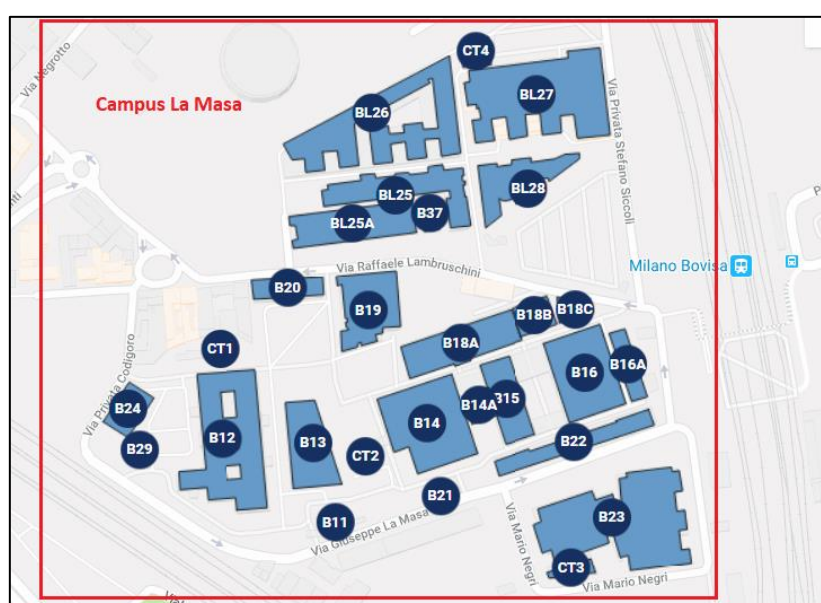 CT4
Via Negrotto
Campus La Masa
BL27
BL26
Via Privata Stefano Siccoli
BL25
BL28
BL25A
B37
Via Raffaele Lambruschini
Milano Bovisa
B20
B19
B18B
B18C
B18A
CT1
B16
B16A
B14A
B15
B24
Via Privata Codigoro
B12
B13
B14
B29
CT2
B22
B21
B11
Via Giuseppe La Masa
B23
Via Mario Negri
CT3
Via Mario Negri